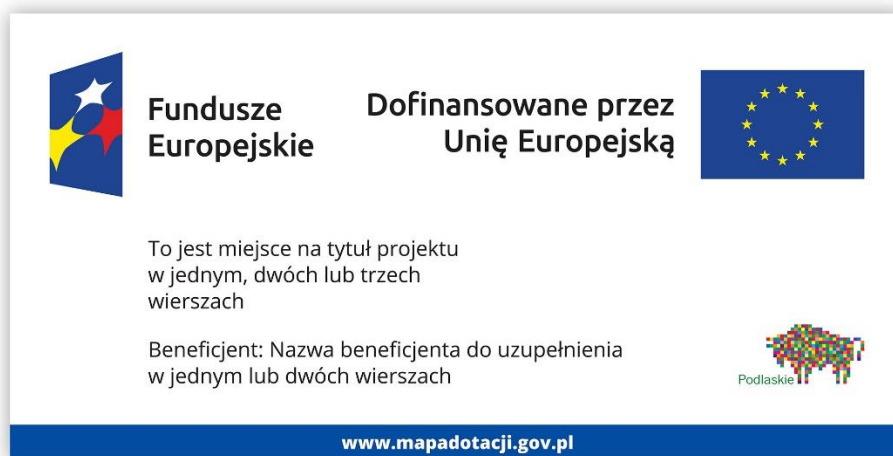 Fundusze
Europejskie
Dofinansowane przez
Unię Europejską
To jest miejsce na tytuł projektu
w jednym, dwóch lub trzech
wierszach
Beneficjent: Nazwa beneficjenta do uzupełnienia
w jednym lub dwóch wierszach
Podlaskie
www.mapadotacji.gov.pl